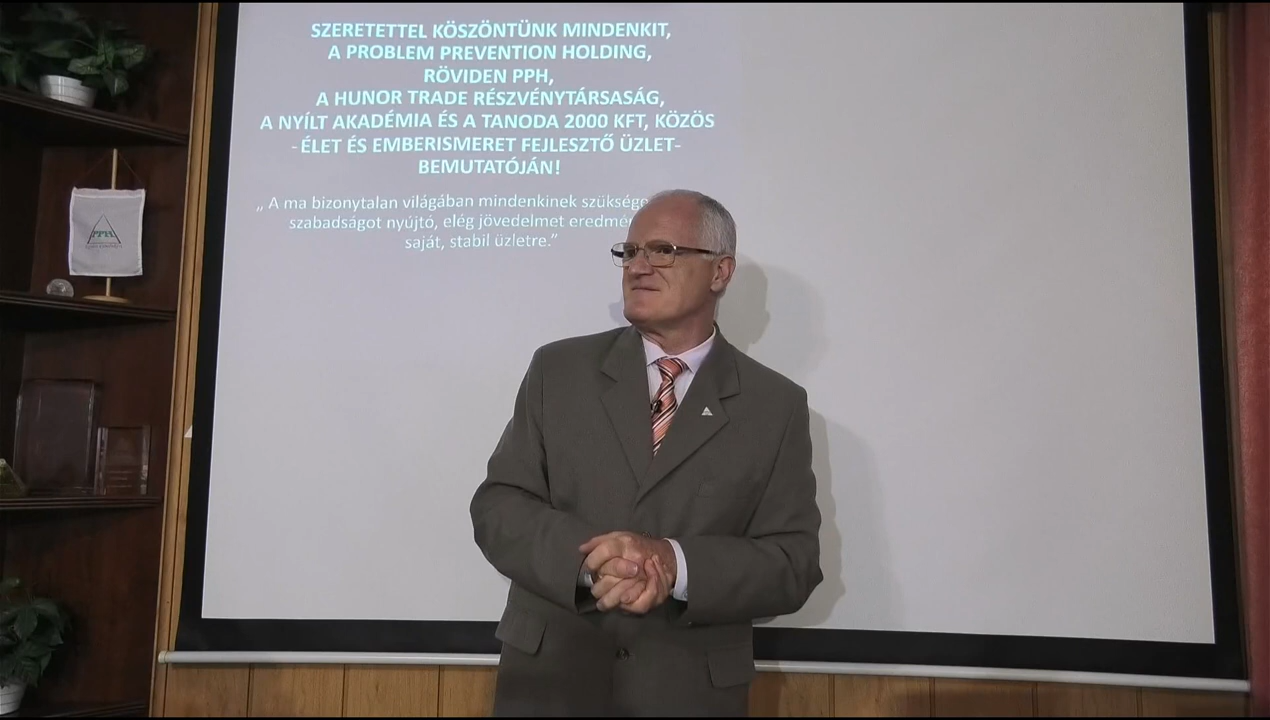 SZERETETTEL KÖSZÖNTÜNK MINDENKIT,
A PROBLEM PREVENTION HOLDING,
RÖVIDEN PPH,
A HUNOR TRADE RÉSZVÉNYTÁRSASÁG,
A NYÍLT AKADÉMIA ÉS A TANODA 2000 KFT, KÖZÖS
-ÉLET ÉS EMBERISMERET FEJLESZTŐ ÜZLET-
BEMUTATÓJÁN!
„ A ma bizonytalan világában mindenkinek szüksége
szabadságot nyújtó, elég jövedelmet eredmé
saját, stabil üzletre.”
PPH